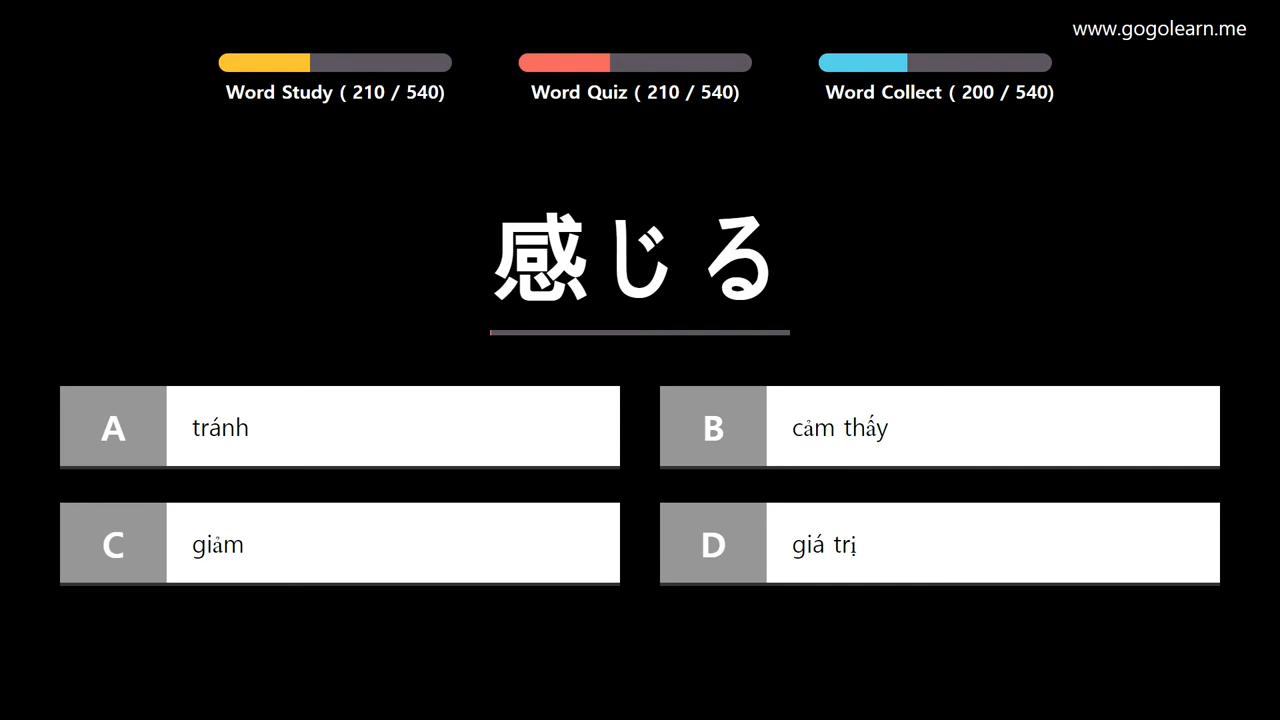 www.gogolearn.me
Word Study ( 210 / 540)
Word Quiz ( 210 / 540)
Word Collect ( 200 / 540)
感じる
A tránh
B cảm thấy
C giảm
D giá trị